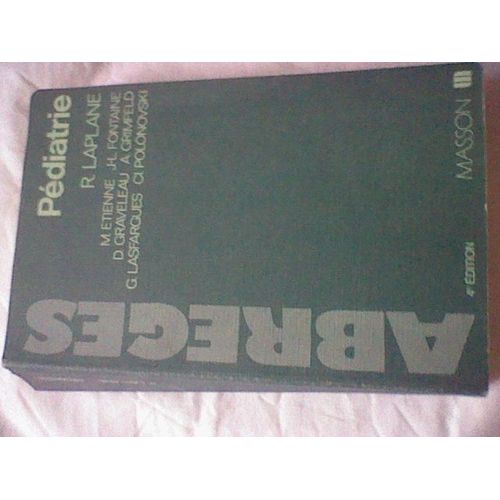 Pédiatrie
R. LAPLANE
M. ETIENNE J.-L. FONTAINE
D. GRAVELEAU A. GRIMFELD
G. LASFARGUES Cl. POLONOVSKI
ABREGES
4e ÉDITION
MASSON